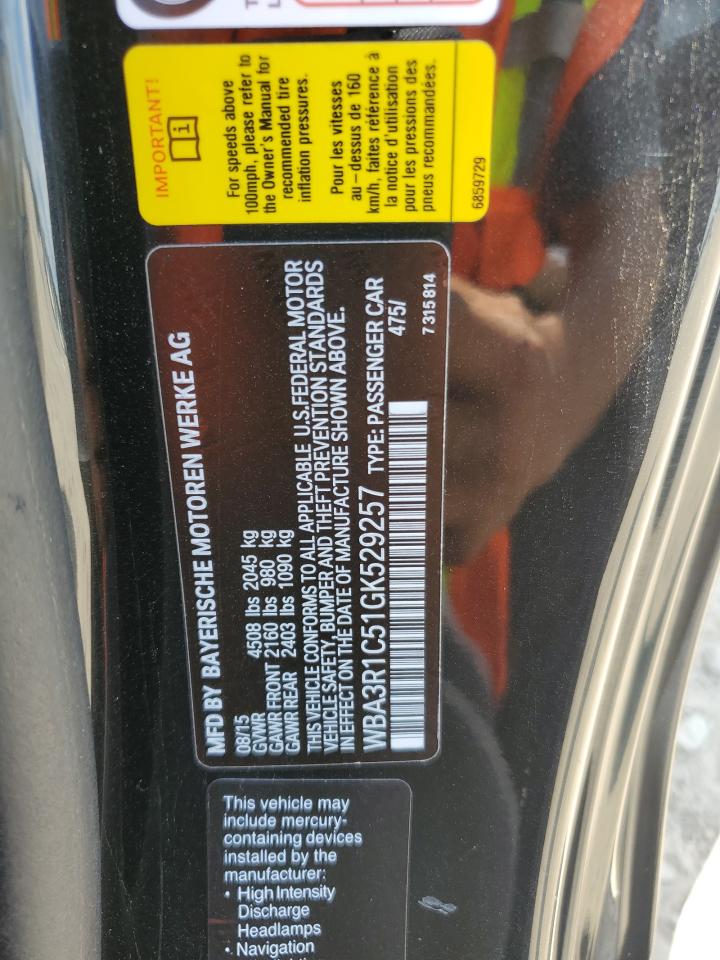 IMPORTANT!
For speeds above
100mph, please refer to
the Owner's Manual for
recommended tire
inflation pressures.
Pour les vitesses
au-dessus de 160
km/h, faites référence à
la notice d'utilisation
pour les pressions des
pneus recommandées.
6859729
MFD BY BAYERISCHE MOTOREN WERKE AG
08/15
GVWR 4508 lbs 2045 kg
GAWR FRONT 2160 lbs 980 kg
GAWR REAR 2403 lbs 1090 kg
THIS VEHICLE CONFORMS TO ALL APPLICABLE U.S. FEDERAL MOTOR
VEHICLE SAFETY, BUMPER AND THEFT PREVENTION STANDARDS
IN EFFECT ON THE DATE OF MANUFACTURE SHOWN ABOVE.
WBA3R1C51GK529257 TYPE: PASSENGER CAR
475/
7 315 814
This vehicle may
include mercury-
containing devices
installed by the
manufacturer:
• High Intensity
Discharge
Headlamps
• Navigation